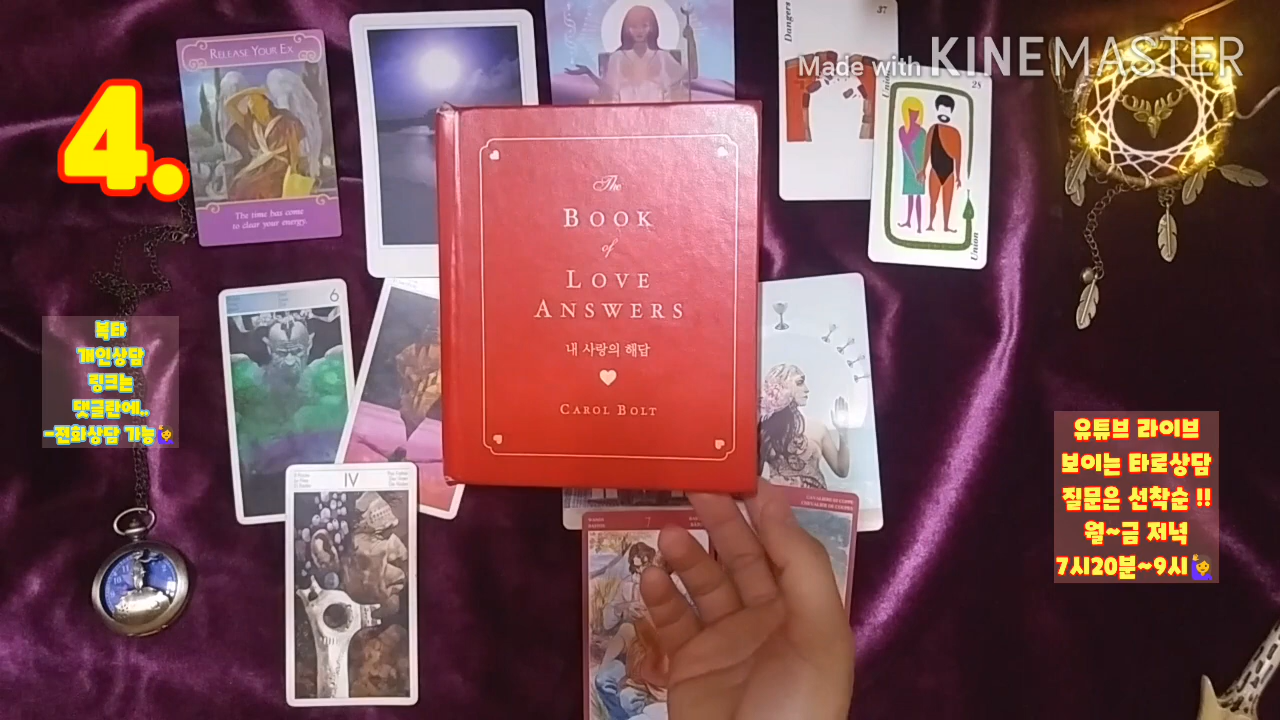 4.
RELEASE YOUR EX
The time has come
to clear your energy.
Dangers
37
Made with KINEMASTER
28
Union
The
BOOK
of
LOVE
ANSWERS
내 사랑의 해답
CAROL BOLT
6
IV
7
복타
개인상담
링크는
댓글란에..
-전화상담 가능🙋‍♀️
유튜브 라이브
보이는 타로상담
질문은 선착순 !!
월~금 저녁
7시20분~9시🙋‍♀️